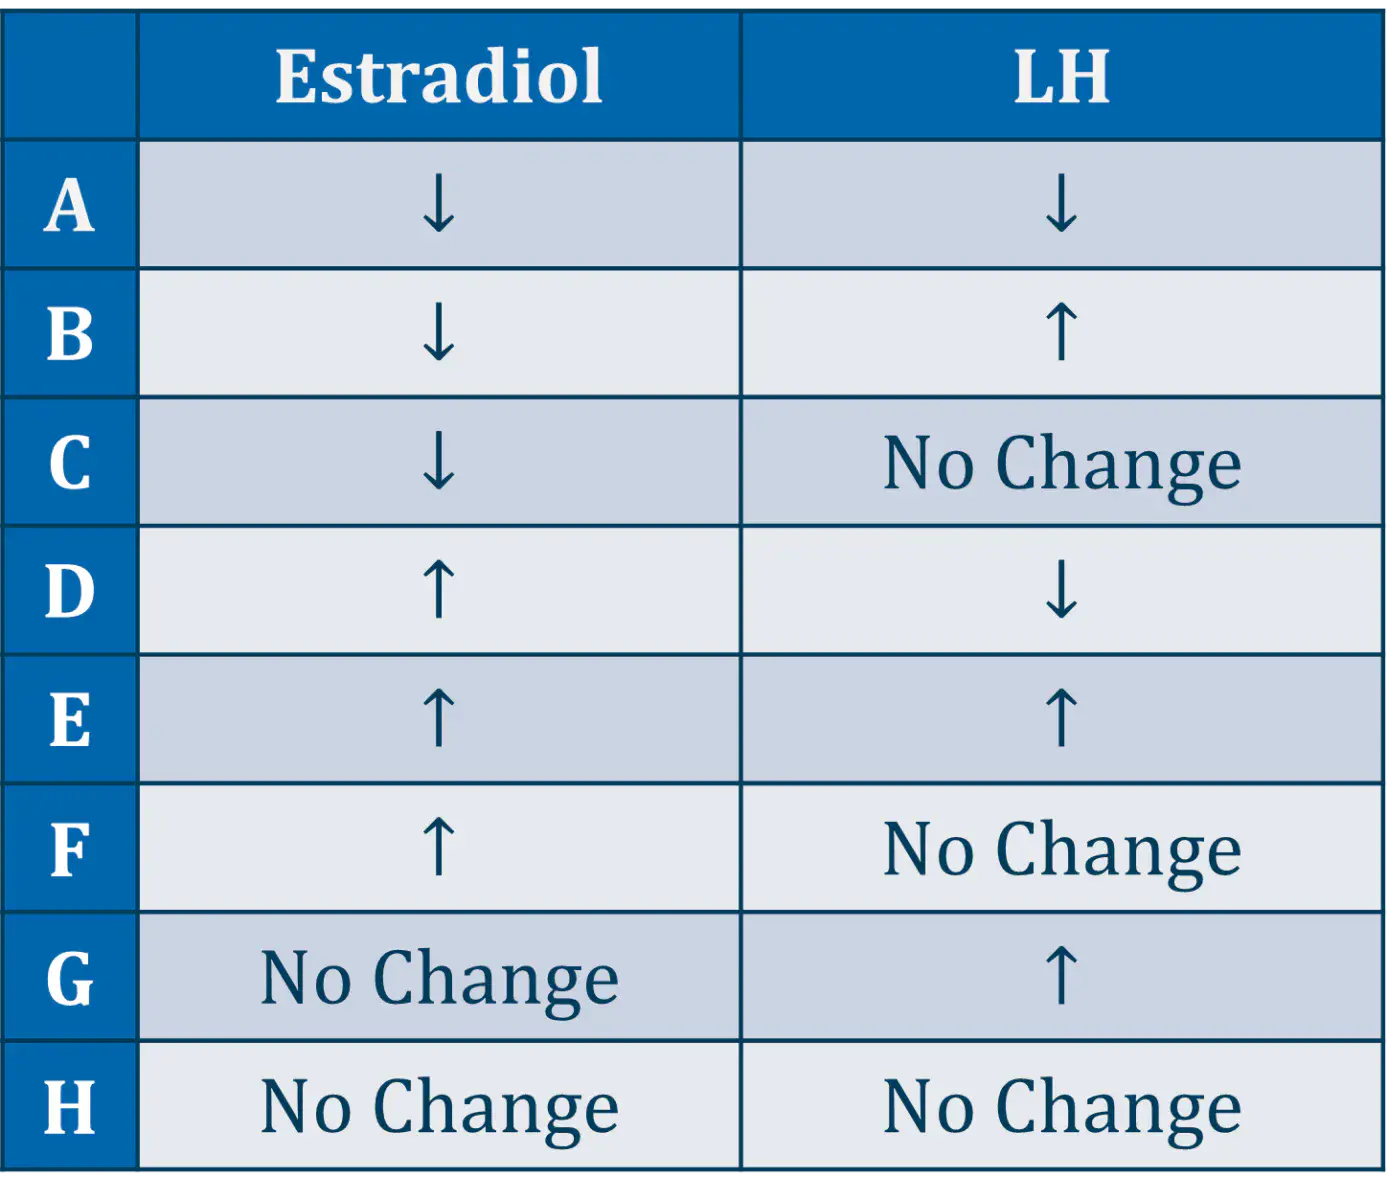 Estradiol LH
A ↓ ↓
B ↓ ↑
C ↓ No Change
D ↑ ↓
E ↑ ↑
F ↑ No Change
G No Change ↑
H No Change No Change